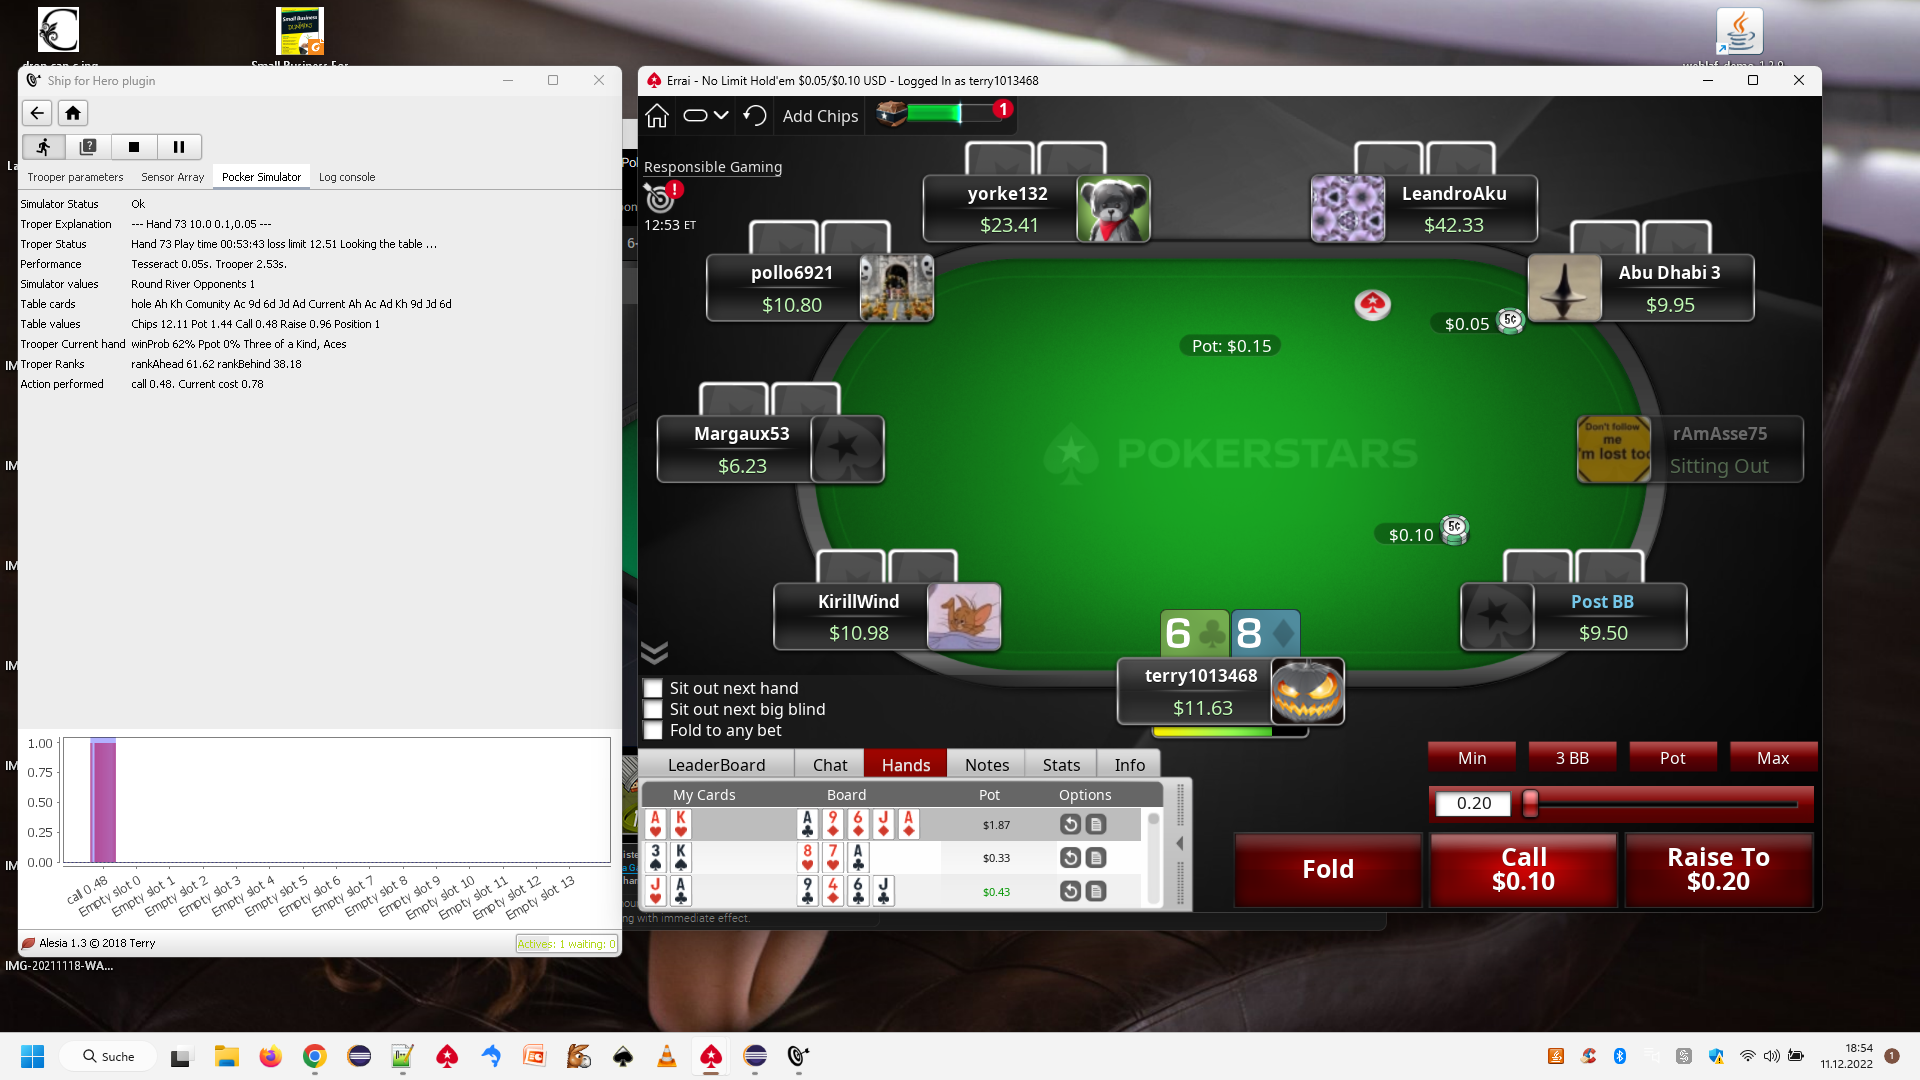 Ship for Hero plugin
Trooper parameters
Sensor Array
Pocker Simulator
Log console
Simulator Status Ok
Troper Explanation --- Hand 73 10.0 0.1,0.05 ---
Troper Status Hand 73 Play time 00:53:43 loss limit 12.51 Looking the table ...
Performance Tesseract 0.05s. Trooper 2.53s.
Simulator values Round River Opponents 1
Table cards hole Ah Kh Comunity Ac 9d 6d Jd Ad Current Ah Ac Ad Kh 9d Jd 6d
Table values Chips 12.11 Pot 1.44 Call 0.48 Raise 0.96 Position 1
Trooper Current hand winProb 62% Ppot 0% Three of a Kind, Aces
Troper Ranks rankAhead 61.62 rankBehind 38.18
Action performed call 0.48. Current cost 0.78
1.00
0.75
0.50
0.25
0.00
call 0.48
Empty slot 0
Empty slot 1
Empty slot 2
Empty slot 3
Empty slot 4
Empty slot 5
Empty slot 6
Empty slot 7
Empty slot 8
Empty slot 9
Empty slot 10
Empty slot 11
Empty slot 12
Empty slot 13
Alesia 1.3 © 2018 Terry
Actives: 1 waiting: 0
IMG-20211118-WA...
Errai - No Limit Hold'em $0.05/$0.10 USD - Logged In as terry1013468
Add Chips
1
Responsible Gaming
!
12:53 ET
yorke132
$23.41
LeandroAku
$42.33
pollo6921
$10.80
Abu Dhabi 3
$9.95
$0.05
5¢
Pot: $0.15
Margaux53
$6.23
POKERSTARS
Don't follow
me
I'm lost too
rAmAsse75
Sitting Out
$0.10
5¢
KirillWind
$10.98
6 8
Post BB
$9.50
terry1013468
$11.63
Sit out next hand
Sit out next big blind
Fold to any bet
LeaderBoard
Chat
Hands
Notes
Stats
Info
My Cards Board Pot Options
A K A 9 6 J A $1.87
3 K 8 7 A $0.33
J A 9 4 6 J $0.43
ng with immediate effect.
Min
3 BB
Pot
Max
0.20
Fold
Call
$0.10
Raise To
$0.20
Suche
18:54
11.12.2022
1